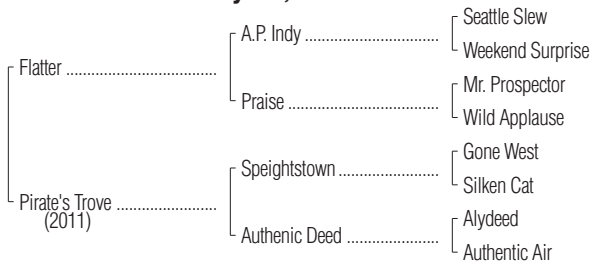 Seattle Slew
A.P. Indy
Weekend Surprise
Flatter
Mr. Prospector
Praise
Wild Applause
Gone West
Speightstown
Silken Cat
Pirate's Trove
(2011)
Alydeed
Authenic Deed
Authentic Air